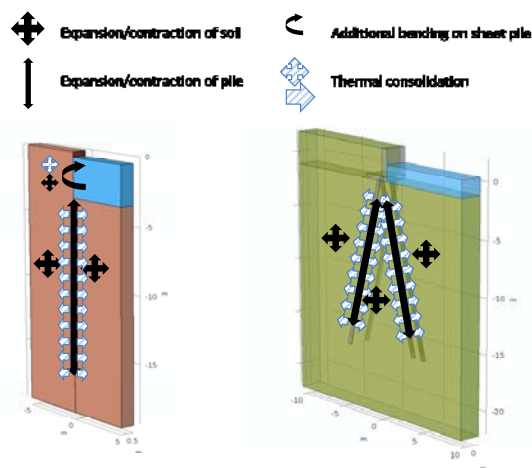 Expansion/contraction of soil
Additional bending on sheet pile
Expansion/contraction of pile
Thermal consolidation
0
-5
m
-10
-15
-5
0
m
5
0.5
m
0
-5
-10
m
-15
-20
-10
-5
0
m
5
10
0